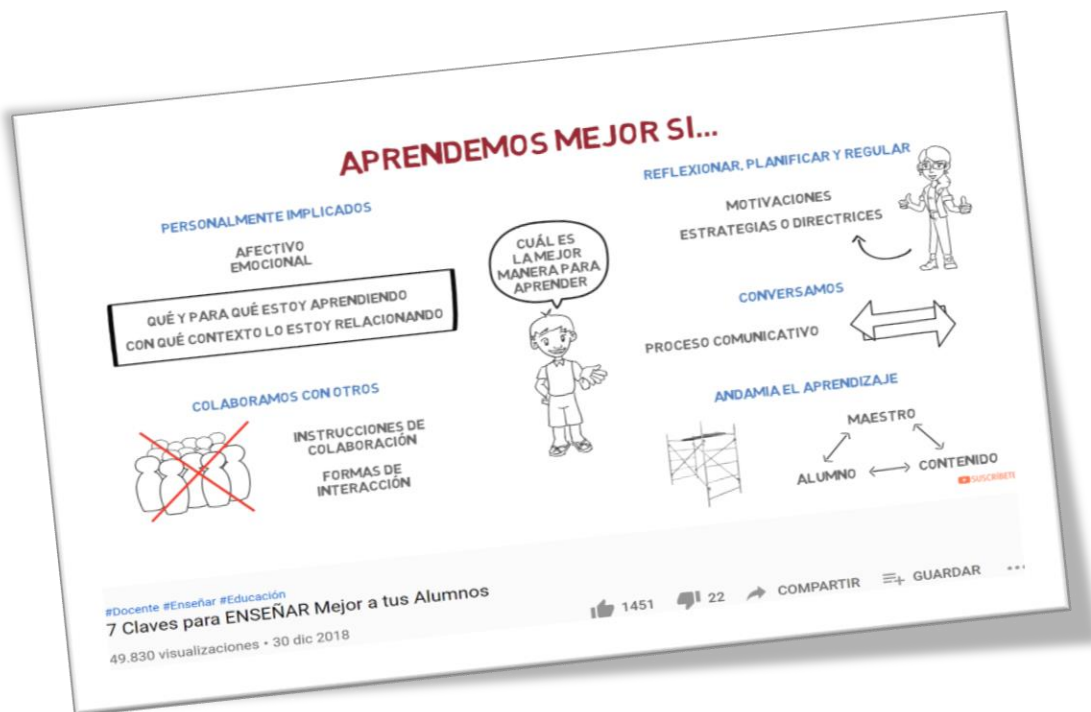 APRENDEMOS MEJOR SI...
PERSONALMENTE IMPLICADOS
AFECTIVO
EMOCIONAL
QUÉ Y PARA QUÉ ESTOY APRENDIENDO
CON QUÉ CONTEXTO LO ESTOY RELACIONANDO
COLABORAMOS CON OTROS
INSTRUCCIONES DE
COLABORACIÓN
FORMAS DE
INTERACCIÓN
CUÁL ES
LA MEJOR
MANERA PARA
APRENDER
REFLEXIONAR, PLANIFICAR Y REGULAR
MOTIVACIONES
ESTRATEGIAS O DIRECTRICES
CONVERSAMOS
PROCESO COMUNICATIVO
ANDAMIA EL APRENDIZAJE
MAESTRO
ALUMNO
CONTENIDO
SUSCRÍBETE
#Docente #Enseñar #Educación
7 Claves para ENSEÑAR Mejor a tus Alumnos
49.830 visualizaciones • 30 dic 2018
1451
22
COMPARTIR
GUARDAR